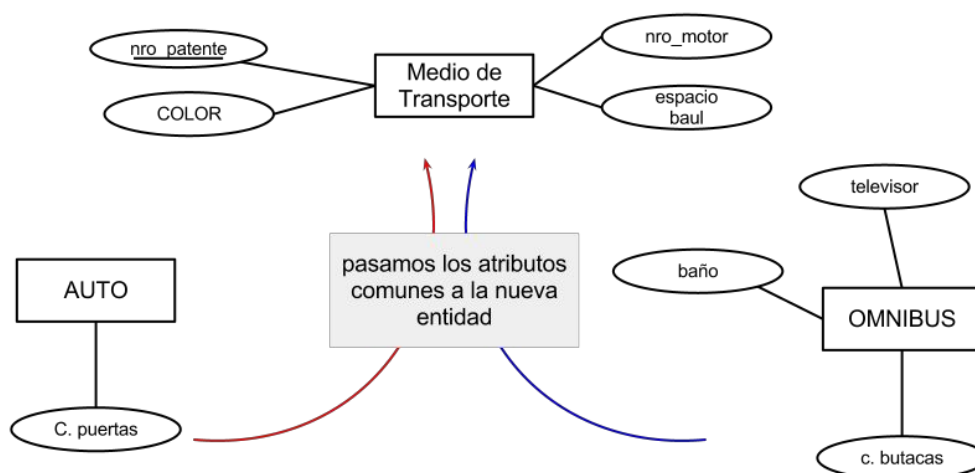 nro_patente
nro_motor
Medio de
Transporte
COLOR
espacio
baul
televisor
pasamos los atributos
comunes a la nueva
entidad
baño
AUTO
OMNIBUS
C. puertas
c. butacas